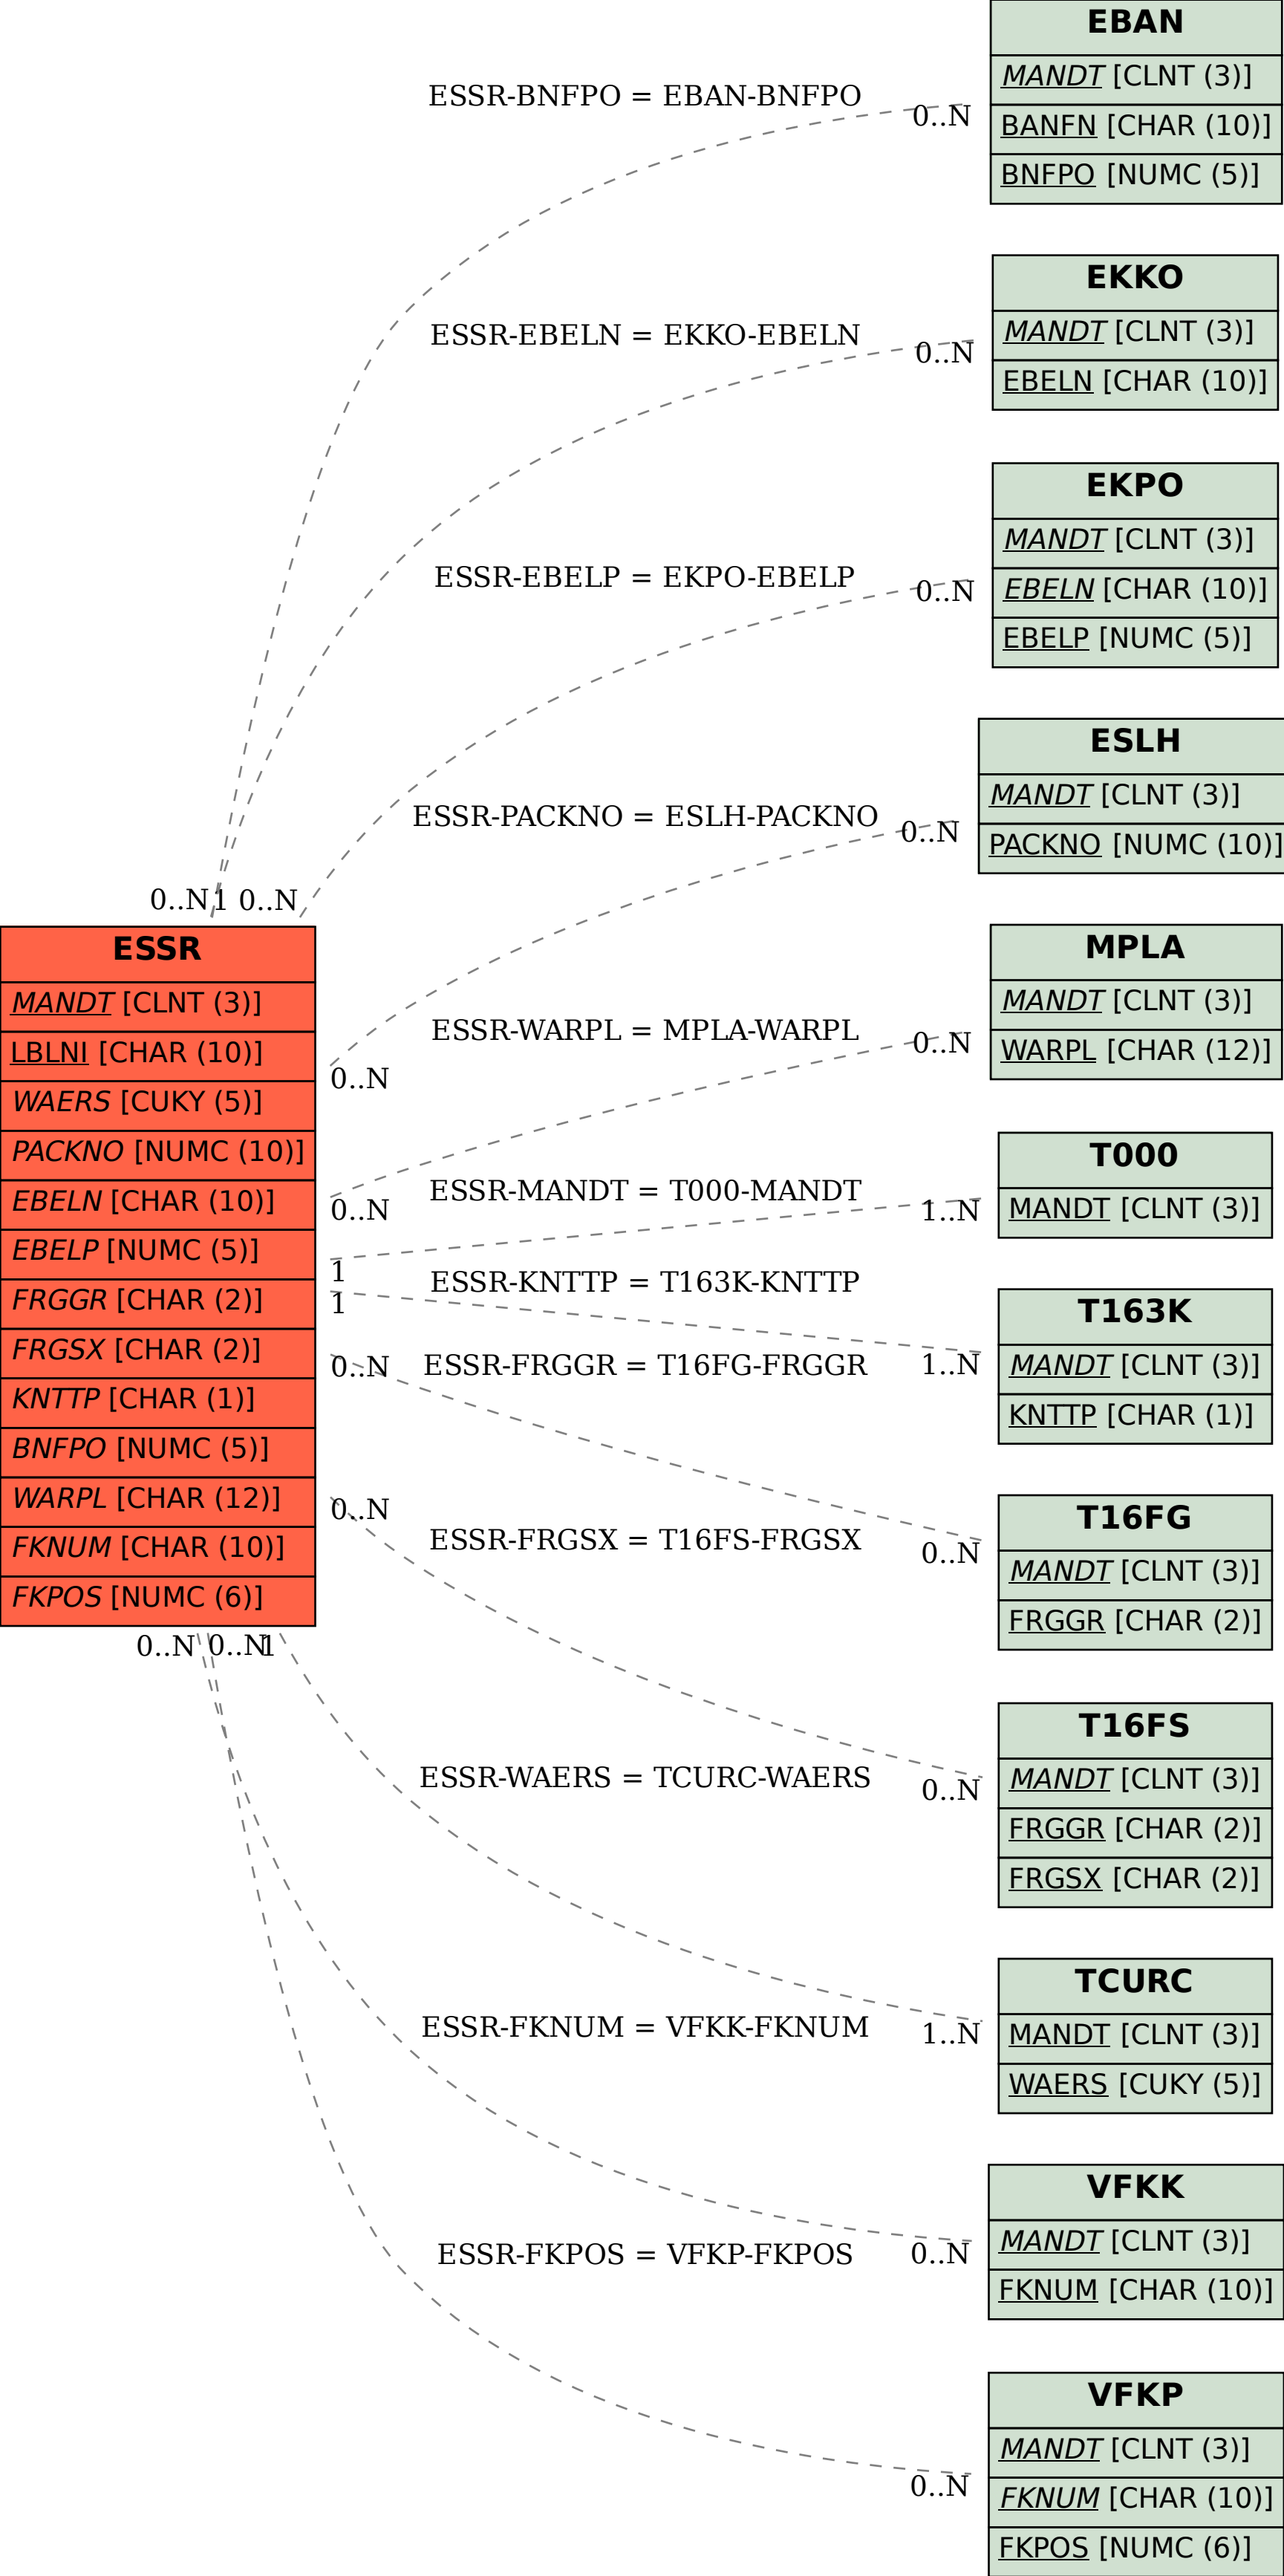 EBAN
MANDT [CLNT (3)]
BANFN [CHAR (10)]
BNFPO [NUMC (5)]
ESSR-BNFPO = EBAN-BNFPO
0..N
EKKO
MANDT [CLNT (3)]
EBELN [CHAR (10)]
ESSR-EBELN = EKKO-EBELN
0..N
EKPO
MANDT [CLNT (3)]
EBELN [CHAR (10)]
EBELP [NUMC (5)]
ESSR-EBELP = EKPO-EBELP
0..N
ESLH
MANDT [CLNT (3)]
PACKNO [NUMC (10)]
ESSR-PACKNO = ESLH-PACKNO
0..N
0..N 1 0..N
ESSR
MANDT [CLNT (3)]
LBLNI [CHAR (10)]
WAERS [CUKY (5)]
PACKNO [NUMC (10)]
EBELN [CHAR (10)]
EBELP [NUMC (5)]
FRGGR [CHAR (2)]
FRGSX [CHAR (2)]
KNTTP [CHAR (1)]
BNFPO [NUMC (5)]
WARPL [CHAR (12)]
FKNUM [CHAR (10)]
FKPOS [NUMC (6)]
0..N
0..N
1
1
0..N
0..N
0..N 0..N 1
MPLA
MANDT [CLNT (3)]
WARPL [CHAR (12)]
ESSR-WARPL = MPLA-WARPL
0..N
T000
MANDT [CLNT (3)]
ESSR-MANDT = T000-MANDT
1..N
T163K
MANDT [CLNT (3)]
KNTTP [CHAR (1)]
ESSR-KNTTP = T163K-KNTTP
1..N
T16FG
MANDT [CLNT (3)]
FRGGR [CHAR (2)]
ESSR-FRGGR = T16FG-FRGGR
0..N
T16FS
MANDT [CLNT (3)]
FRGGR [CHAR (2)]
FRGSX [CHAR (2)]
ESSR-FRGSX = T16FS-FRGSX
0..N
TCURC
MANDT [CLNT (3)]
WAERS [CUKY (5)]
ESSR-WAERS = TCURC-WAERS
1..N
VFKK
MANDT [CLNT (3)]
FKNUM [CHAR (10)]
ESSR-FKNUM = VFKK-FKNUM
0..N
VFKP
MANDT [CLNT (3)]
FKNUM [CHAR (10)]
FKPOS [NUMC (6)]
ESSR-FKPOS = VFKP-FKPOS
0..N